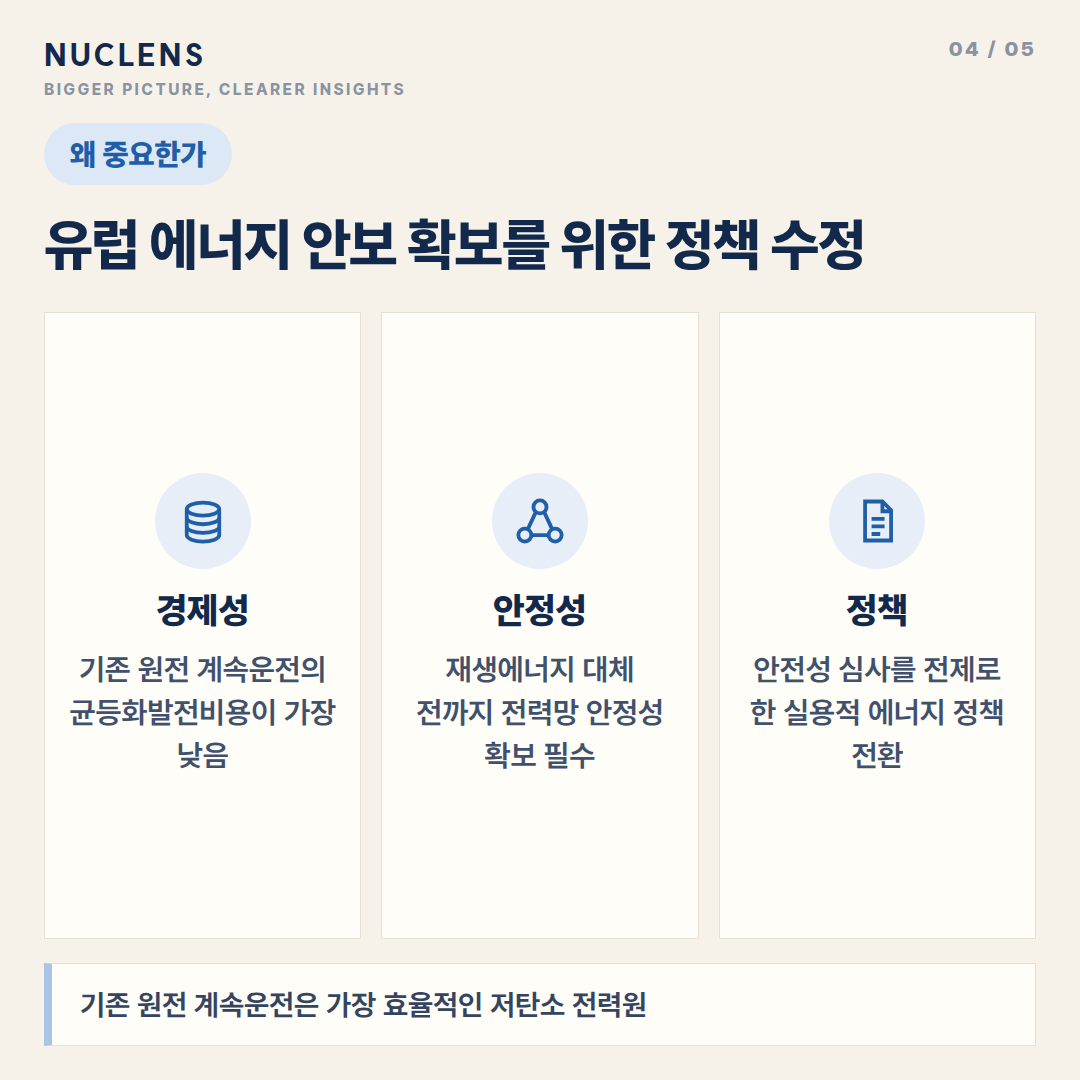 NUCLENS
04 / 05
BIGGER PICTURE, CLEARER INSIGHTS
왜 중요한가
유럽 에너지 안보 확보를 위한 정책 수정
경제성
기존 원전 계속운전의
균등화발전비용이 가장
낮음
안정성
재생에너지 대체
전까지 전력망 안정성
확보 필수
정책
안전성 심사를 전제로
한 실용적 에너지 정책
전환
기존 원전 계속운전은 가장 효율적인 저탄소 전력원